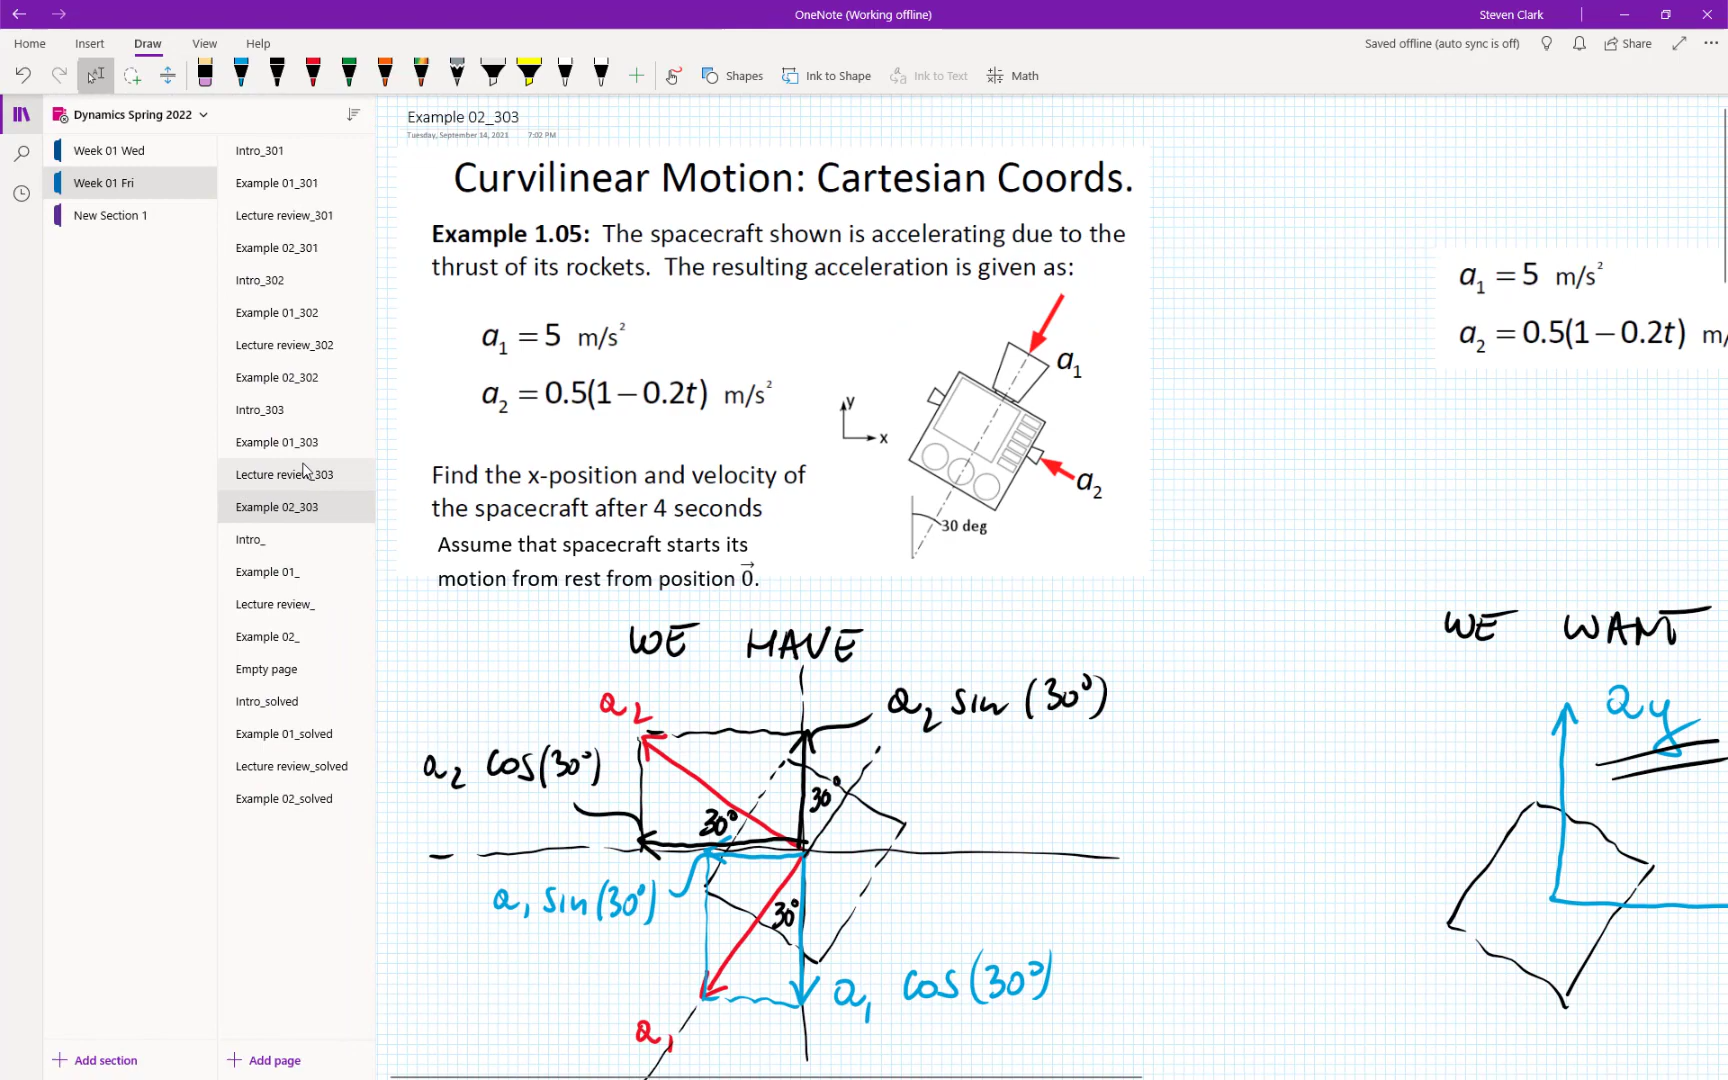 OneNote (Working offline)
Steven Clark
Home
Insert
Draw
View
Help
Saved offline (auto sync is off)
Share
Shapes
Ink to Shape
Ink to Text
Math
Dynamics Spring 2022
Week 01 Wed
Week 01 Fri
New Section 1
Add section
Intro_301
Example 01_301
Lecture review_301
Example 02_301
Intro_302
Example 01_302
Lecture review_302
Example 02_302
Intro_303
Example 01_303
Lecture review_303
Example 02_303
Intro_
Example 01_
Lecture review_
Example 02_
Empty page
Intro_solved
Example 01_solved
Lecture review_solved
Example 02_solved
Add page
Example 02_303
Tuesday, September 14, 2021 7:02 PM
Curvilinear Motion: Cartesian Coords.
Example 1.05: The spacecraft shown is accelerating due to the
thrust of its rockets. The resulting acceleration is given as:
a₁ = 5 m/s²
a₂ = 0.5(1 – 0.2t) m/s²
y
x
a₁
a₂
30 deg
Find the x-position and velocity of
the spacecraft after 4 seconds
Assume that spacecraft starts its
motion from rest from position 0⃗.
WE HAVE
a₂
a₂ sin (30°)
a₂ cos(30°)
30°
30°
a₁ sin(30°)
30°
a₁ cos(30°)
a₁
a₁ = 5 m/s²
a₂ = 0.5(1 – 0.2t) m/
WE WANT
ay